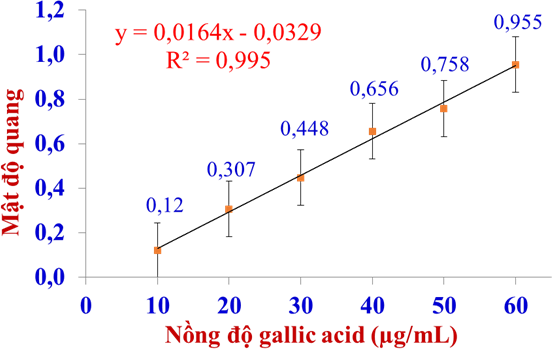 y = 0,0164x - 0,0329
R² = 0,995
Mật độ quang
1,2
1,0
0,8
0,6
0,4
0,2
0,0
0,12
0,307
0,448
0,656
0,758
0,955
0 10 20 30 40 50 60
Nồng độ gallic acid (µg/mL)